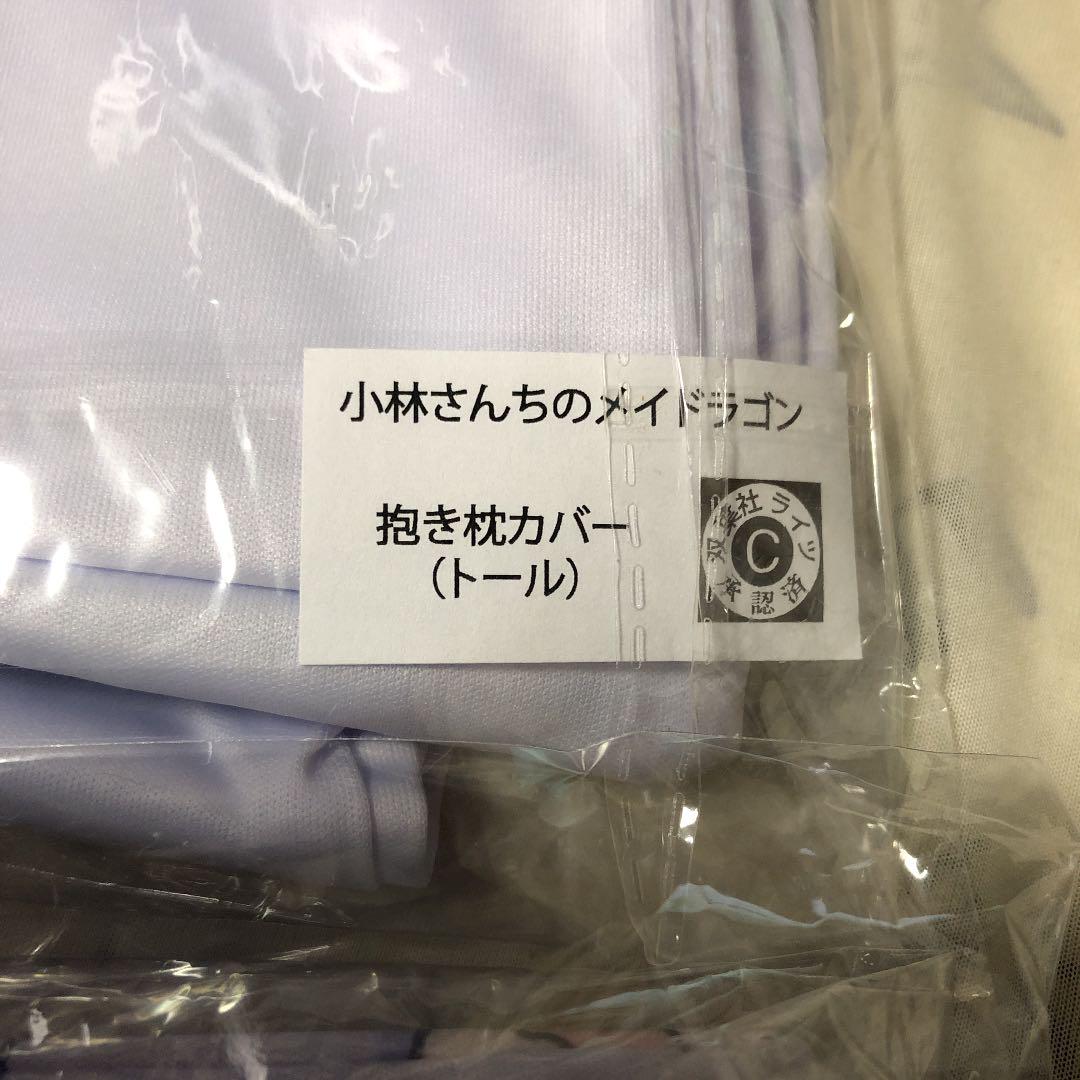 小林さんちのメイドラゴン
抱き枕カバー
（トール）
双葉社ライツ
C
承認済